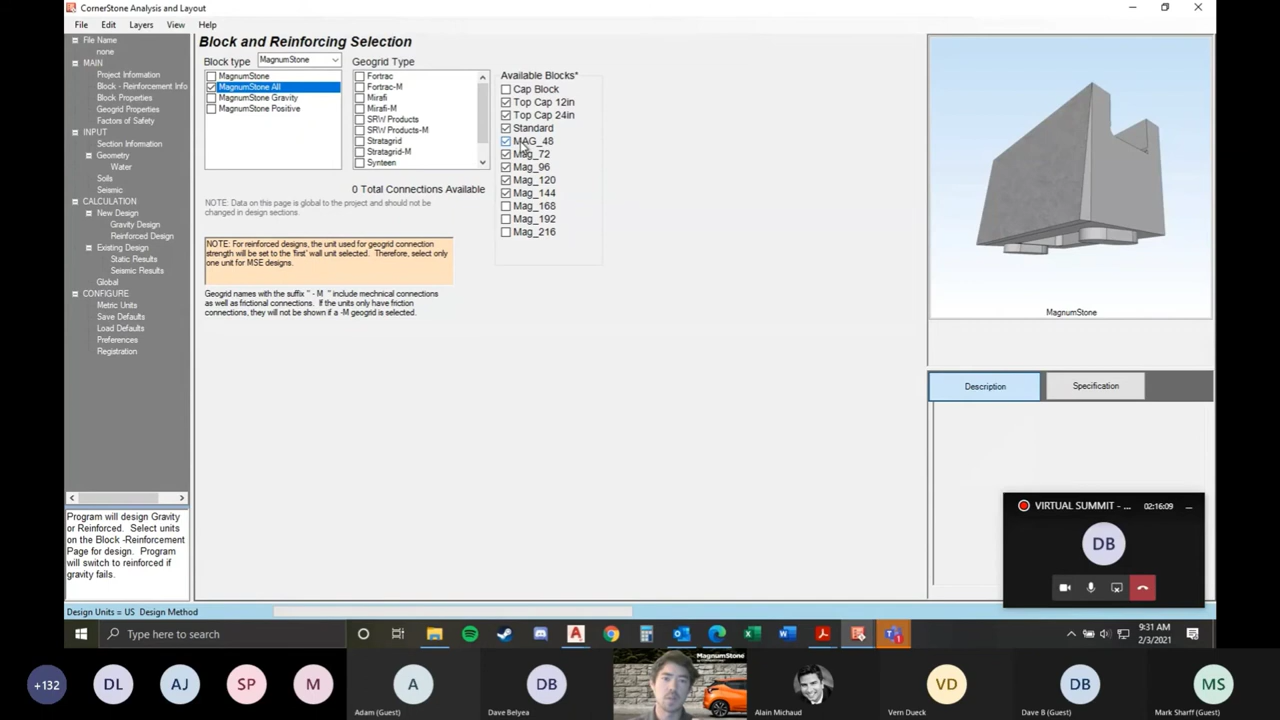 CornerStone Analysis and Layout
File Edit Layers View Help
File Name
none
MAIN
Project Information
Block - Reinforcement Info
Block Properties
Geogrid Properties
Factors of Safety
INPUT
Section Information
Geometry
Water
Soils
Seismic
CALCULATION
New Design
Gravity Design
Reinforced Design
Existing Design
Static Results
Seismic Results
Global
CONFIGURE
Metric Units
Save Defaults
Load Defaults
Preferences
Registration
Program will design Gravity
or Reinforced. Select units
on the Block -Reinforcement
Page for design. Program
will switch to reinforced if
gravity fails.
Block and Reinforcing Selection
Block type MagnumStone
MagnumStone
MagnumStone All
MagnumStone Gravity
MagnumStone Positive
Geogrid Type
Fortrac
Fortrac-M
Mirafi
Mirafi-M
SRW Products
SRW Products-M
Stratagrid
Stratagrid-M
Synteen
0 Total Connections Available
NOTE: Data on this page is global to the project and should not be
changed in design sections.
NOTE: For reinforced designs, the unit used for geogrid connection
strength will be set to the 'first' wall unit selected. Therefore, select only
one unit for MSE designs.
Geogrid names with the suffix " - M " include mechnical connections
as well as frictional connections. If the units only have friction
connections, they will not be shown if a -M geogrid is selected.
Available Blocks*
Cap Block
Top Cap 12in
Top Cap 24in
Standard
MAG_48
Mag_72
Mag_96
Mag_120
Mag_144
Mag_168
Mag_192
Mag_216
MagnumStone
Description Specification
VIRTUAL SUMMIT - ... 02:16:09
DB
Design Units = US Design Method
Type here to search
9:31 AM
2/3/2021
+132 DL AJ SP M A DB MagnumStone VD DB MS
Adam (Guest) Dave Belyea Alain Michaud Vern Dueck Dave B (Guest) Mark Sharff (Guest)